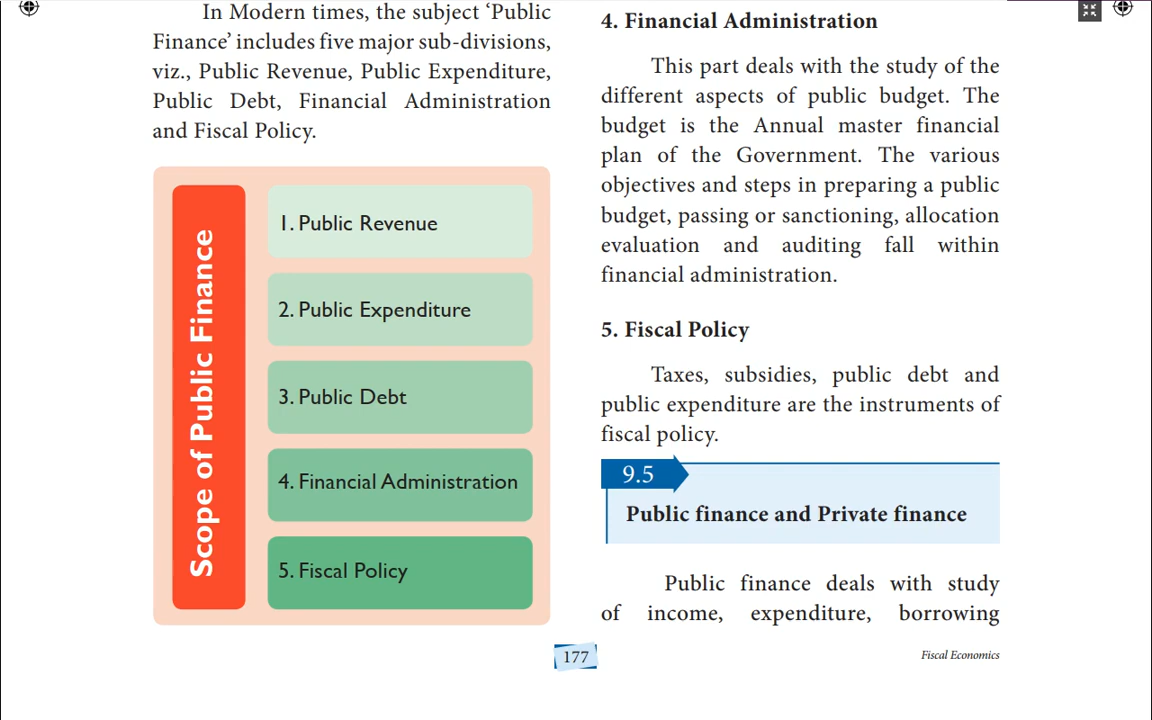 In Modern times, the subject ‘Public
Finance’ includes five major sub-divisions,
viz., Public Revenue, Public Expenditure,
Public Debt, Financial Administration
and Fiscal Policy.
Scope of Public Finance
1. Public Revenue
2. Public Expenditure
3. Public Debt
4. Financial Administration
5. Fiscal Policy
4. Financial Administration
This part deals with the study of the
different aspects of public budget. The
budget is the Annual master financial
plan of the Government. The various
objectives and steps in preparing a public
budget, passing or sanctioning, allocation
evaluation and auditing fall within
financial administration.
5. Fiscal Policy
Taxes, subsidies, public debt and
public expenditure are the instruments of
fiscal policy.
9.5
Public finance and Private finance
Public finance deals with study
of income, expenditure, borrowing
177
Fiscal Economics